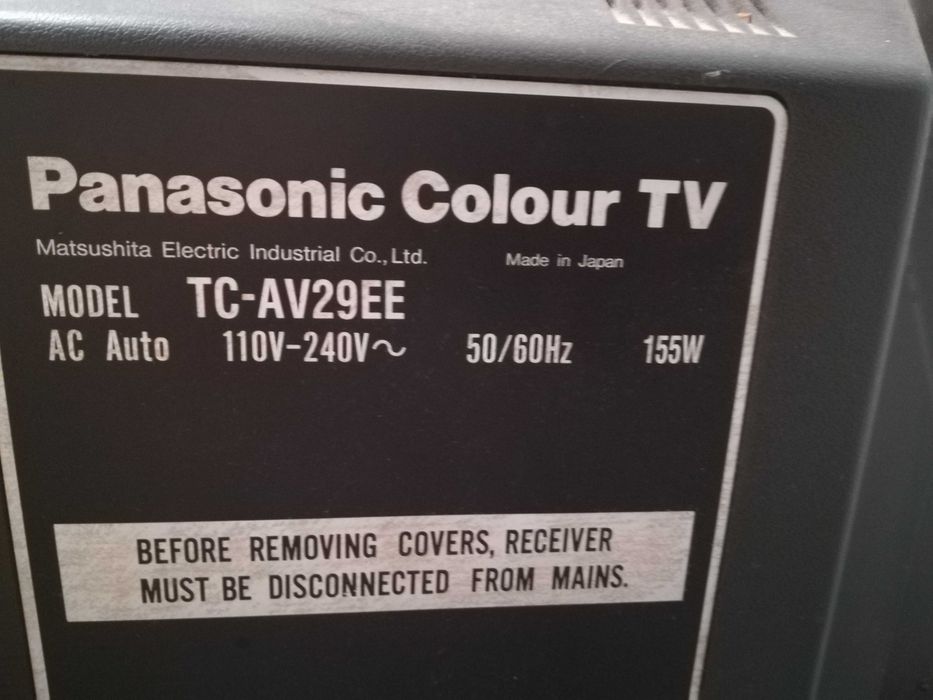 Panasonic Colour TV
Matsushita Electric Industrial Co., Ltd. Made in Japan
MODEL TC-AV29EE
AC Auto 110V-240V~ 50/60Hz 155W
BEFORE REMOVING COVERS, RECEIVER
MUST BE DISCONNECTED FROM MAINS.